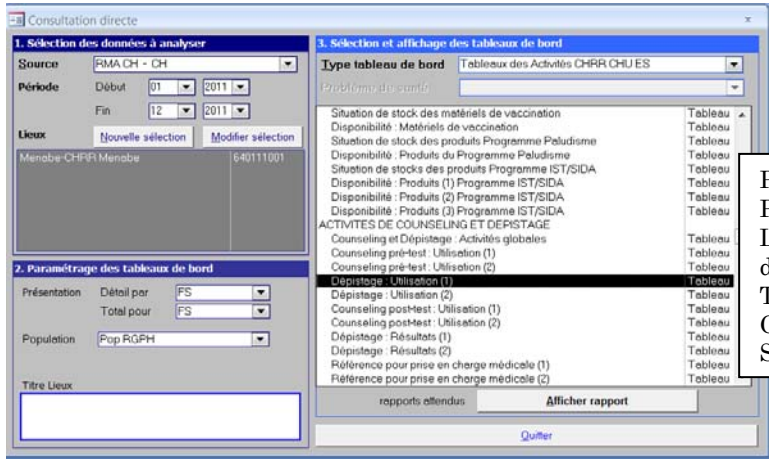 Consultation directe
1. Sélection des données à analyser
Source RMA CH - CH
Période Début 01 2011
Fin 12 2011
Lieux Nouvelle sélection Modifier sélection
Menabe-CHRR Menabe 640111001
2. Paramétrage des tableaux de bord
Présentation Détail par FS
Total pour FS
Population Pop RGPH
Titre Lieux
3. Sélection et affichage des tableaux de bord
Type tableau de bord Tableaux des Activités CHRR CHU ES
Problème de santé
Situation de stock des matériels de vaccination Tableau
Disponibilité : Matériels de vaccination Tableau
Situation de stock des produits Programme Paludisme Tableau
Disponibilité : Produits du Programme Paludisme Tableau
Situation de stocks des produits Programme IST/SIDA Tableau
Disponibilité : Produits (1) Programme IST/SIDA Tableau
Disponibilité : Produits (2) Programme IST/SIDA Tableau
Disponibilité : Produits (3) Programme IST/SIDA Tableau
ACTIVITES DE COUNSELING ET DEPISTAGE
Counseling et Dépistage : Activités globales Tableau
Counseling pré-test : Utilisation (1) Tableau
Counseling pré-test : Utilisation (2) Tableau
Dépistage : Utilisation (1) Tableau
Dépistage : Utilisation (2) Tableau
Counseling post-test : Utilisation (1) Tableau
Counseling post-test : Utilisation (2) Tableau
Dépistage : Résultats (1) Tableau
Dépistage : Résultats (2) Tableau
Référence pour prise en charge médicale (1) Tableau
Référence pour prise en charge médicale (2) Tableau
rapports attendus Afficher rapport
Quitter